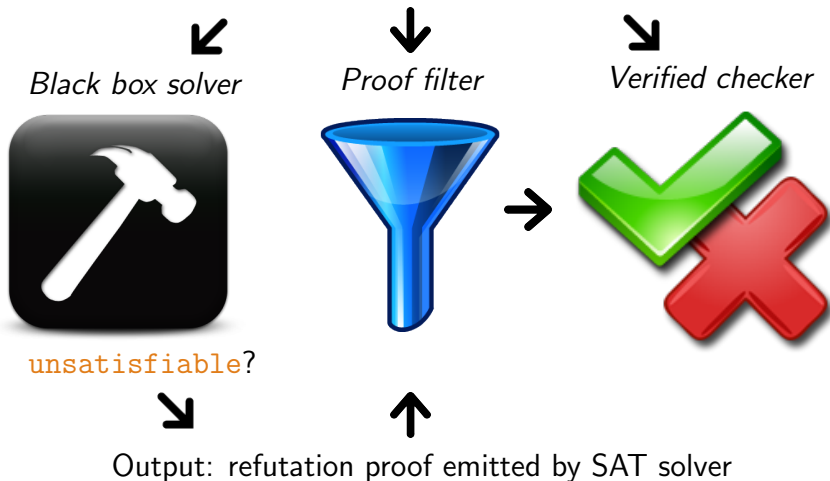 Black box solver
Proof filter
Verified checker
unsatisfiable?
Output: refutation proof emitted by SAT solver